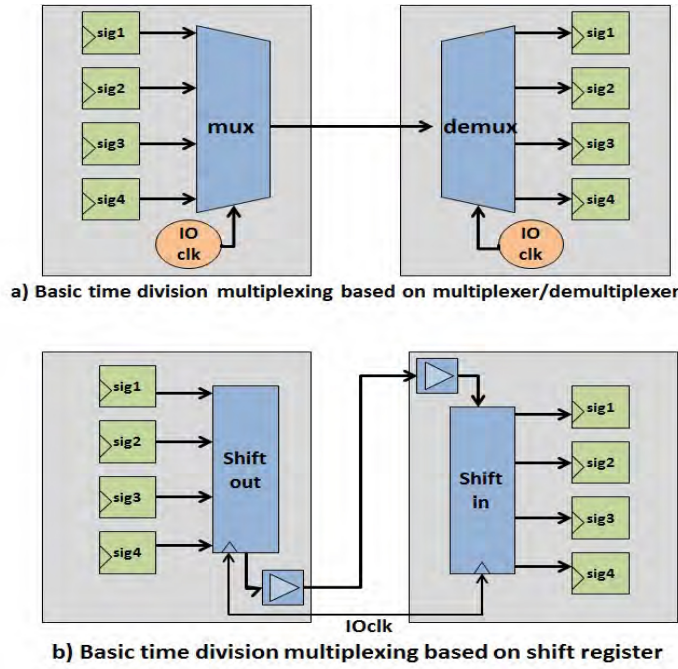 sig1
sig2
sig3
sig4
mux
IO
clk
demux
sig1
sig2
sig3
sig4
IO
clk
a) Basic time division multiplexing based on multiplexer/demultiplexer
sig1
sig2
sig3
sig4
Shift
out
Shift
in
sig1
sig2
sig3
sig4
IOclk
b) Basic time division multiplexing based on shift register